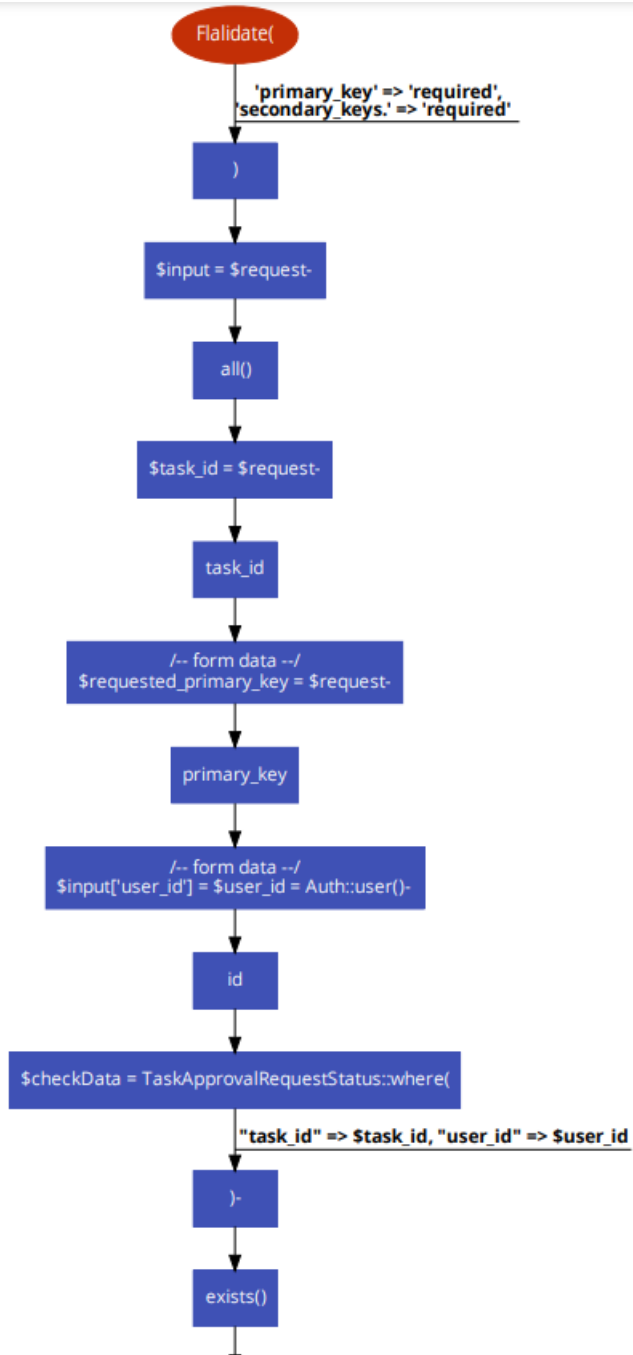 Flalidate(
'primary_key' => 'required',
'secondary_keys.' => 'required'
)
$input = $request-
all()
$task_id = $request-
task_id
/-- form data --/
$requested_primary_key = $request-
primary_key
/-- form data --/
$input['user_id'] = $user_id = Auth::user()-
id
$checkData = TaskApprovalRequestStatus::where(
"task_id" => $task_id, "user_id" => $user_id
)-
exists()